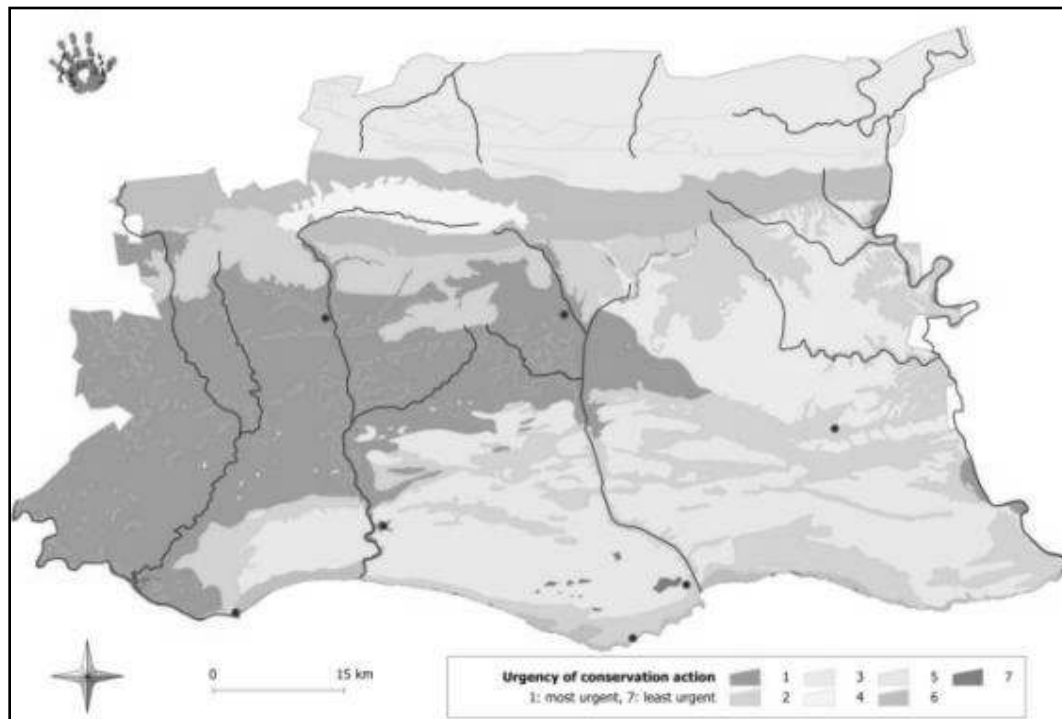 0 15 km
Urgency of conservation action 1 3 5 7
1: most urgent, 7: least urgent 2 4 6